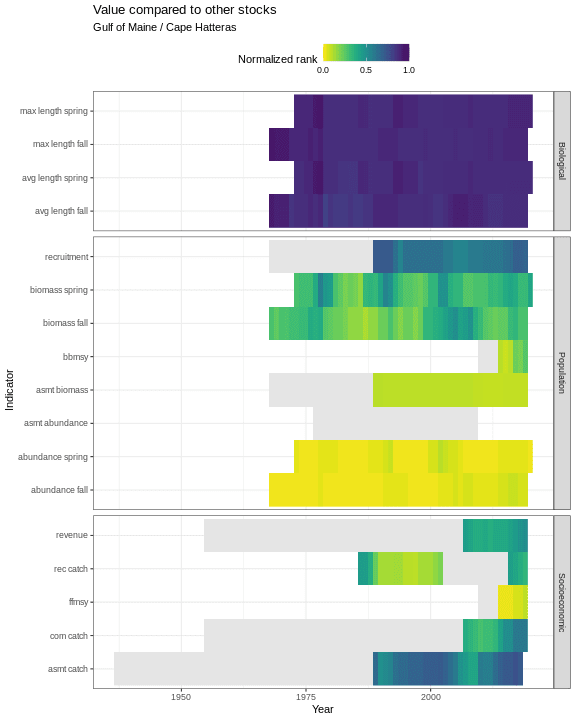 Value compared to other stocks
Gulf of Maine / Cape Hatteras
Normalized rank
0.0 0.5 1.0
max length spring
max length fall
avg length spring
avg length fall
Biological
recruitment
biomass spring
biomass fall
bbmsy
asmt biomass
asmt abundance
abundance spring
abundance fall
Population
revenue
rec catch
ffmsy
com catch
asmt catch
Socioeconomic
Indicator
1950 1975 2000
Year